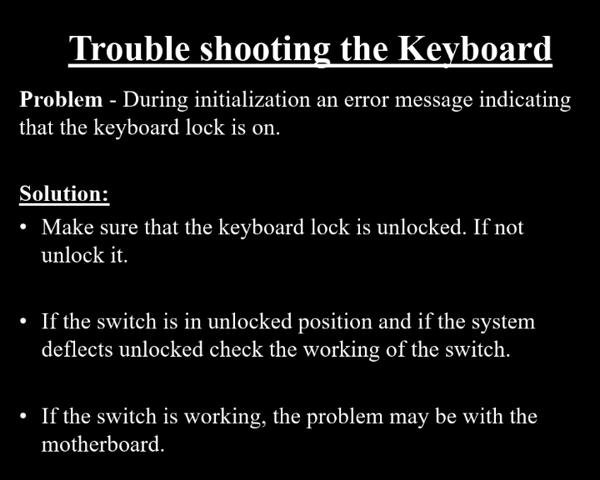 Trouble shooting the Keyboard
Problem - During initialization an error message indicating
that the keyboard lock is on.
Solution:
• Make sure that the keyboard lock is unlocked. If not
unlock it.
• If the switch is in unlocked position and if the system
deflects unlocked check the working of the switch.
• If the switch is working, the problem may be with the
motherboard.